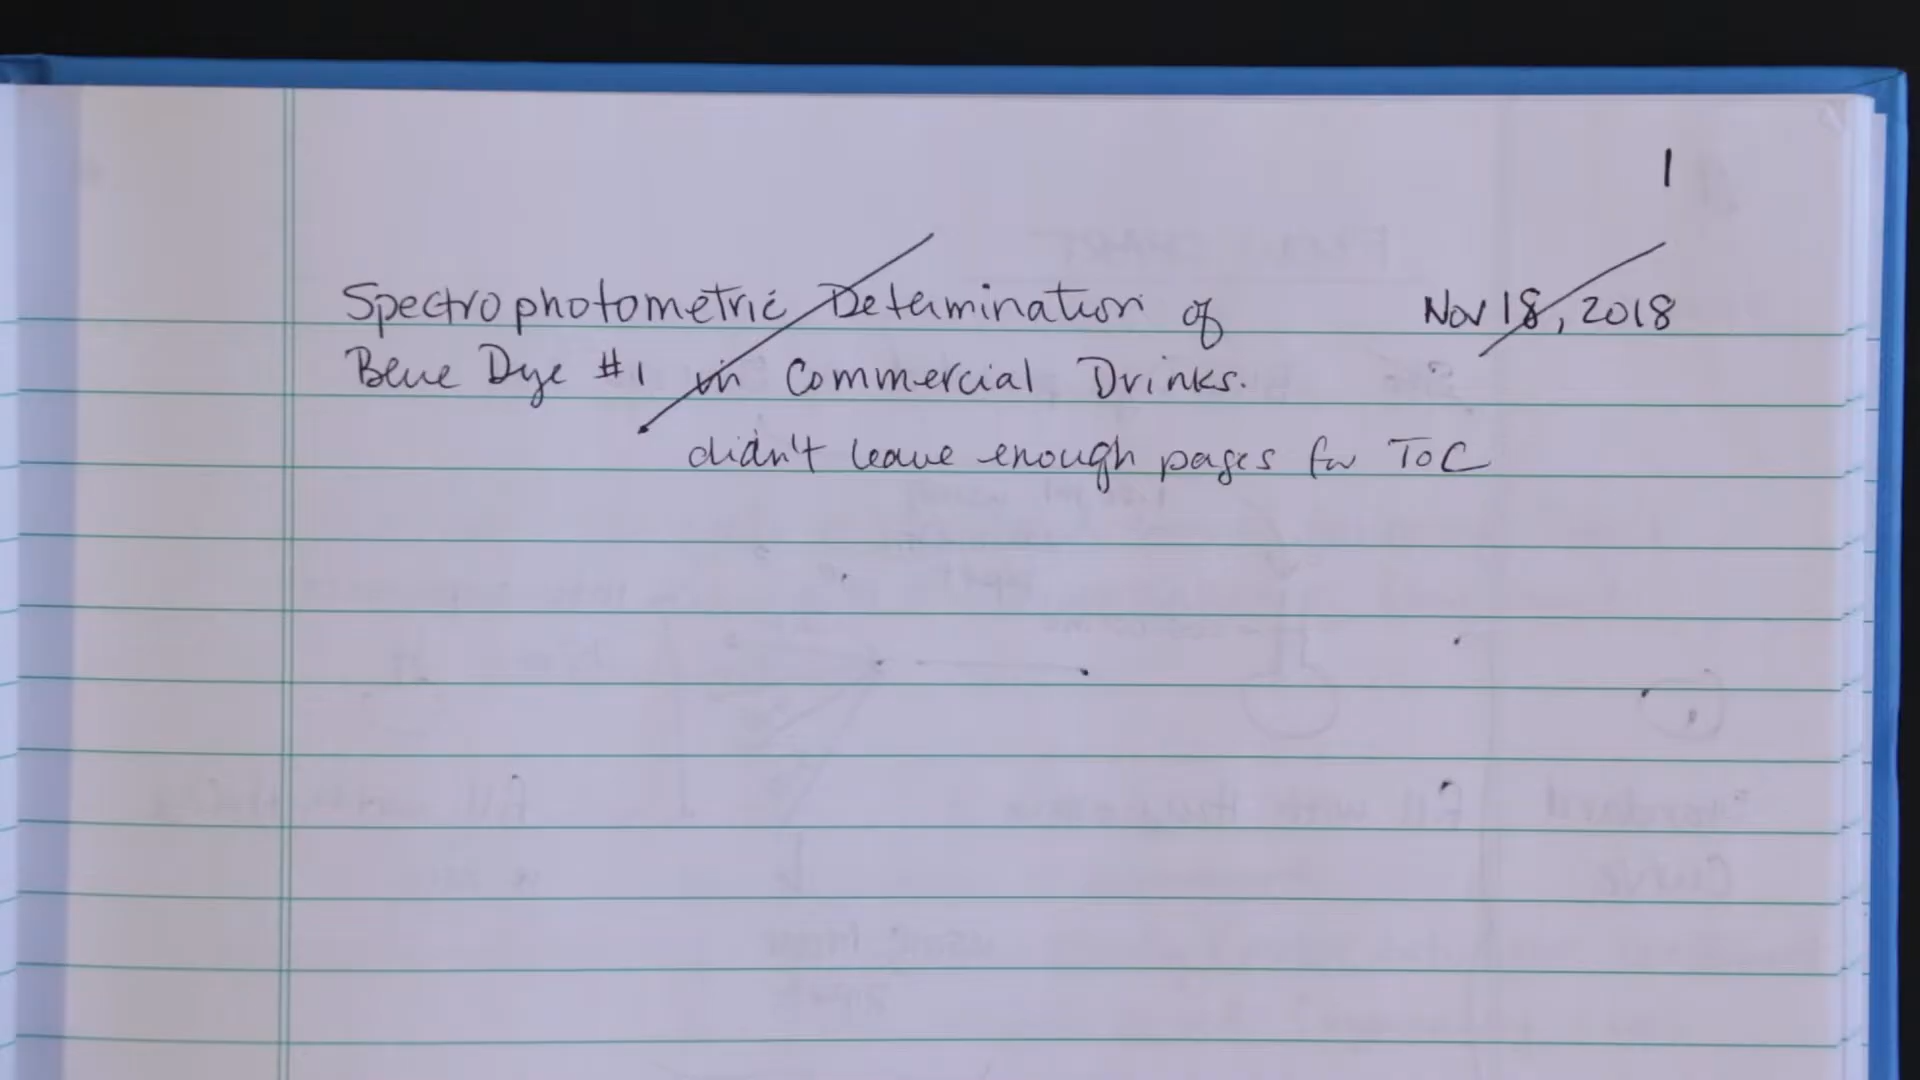 1
Spectrophotometric Determination of Nov 18, 2018
Blue Dye #1 in Commercial Drinks.
didn't leave enough pages for ToC